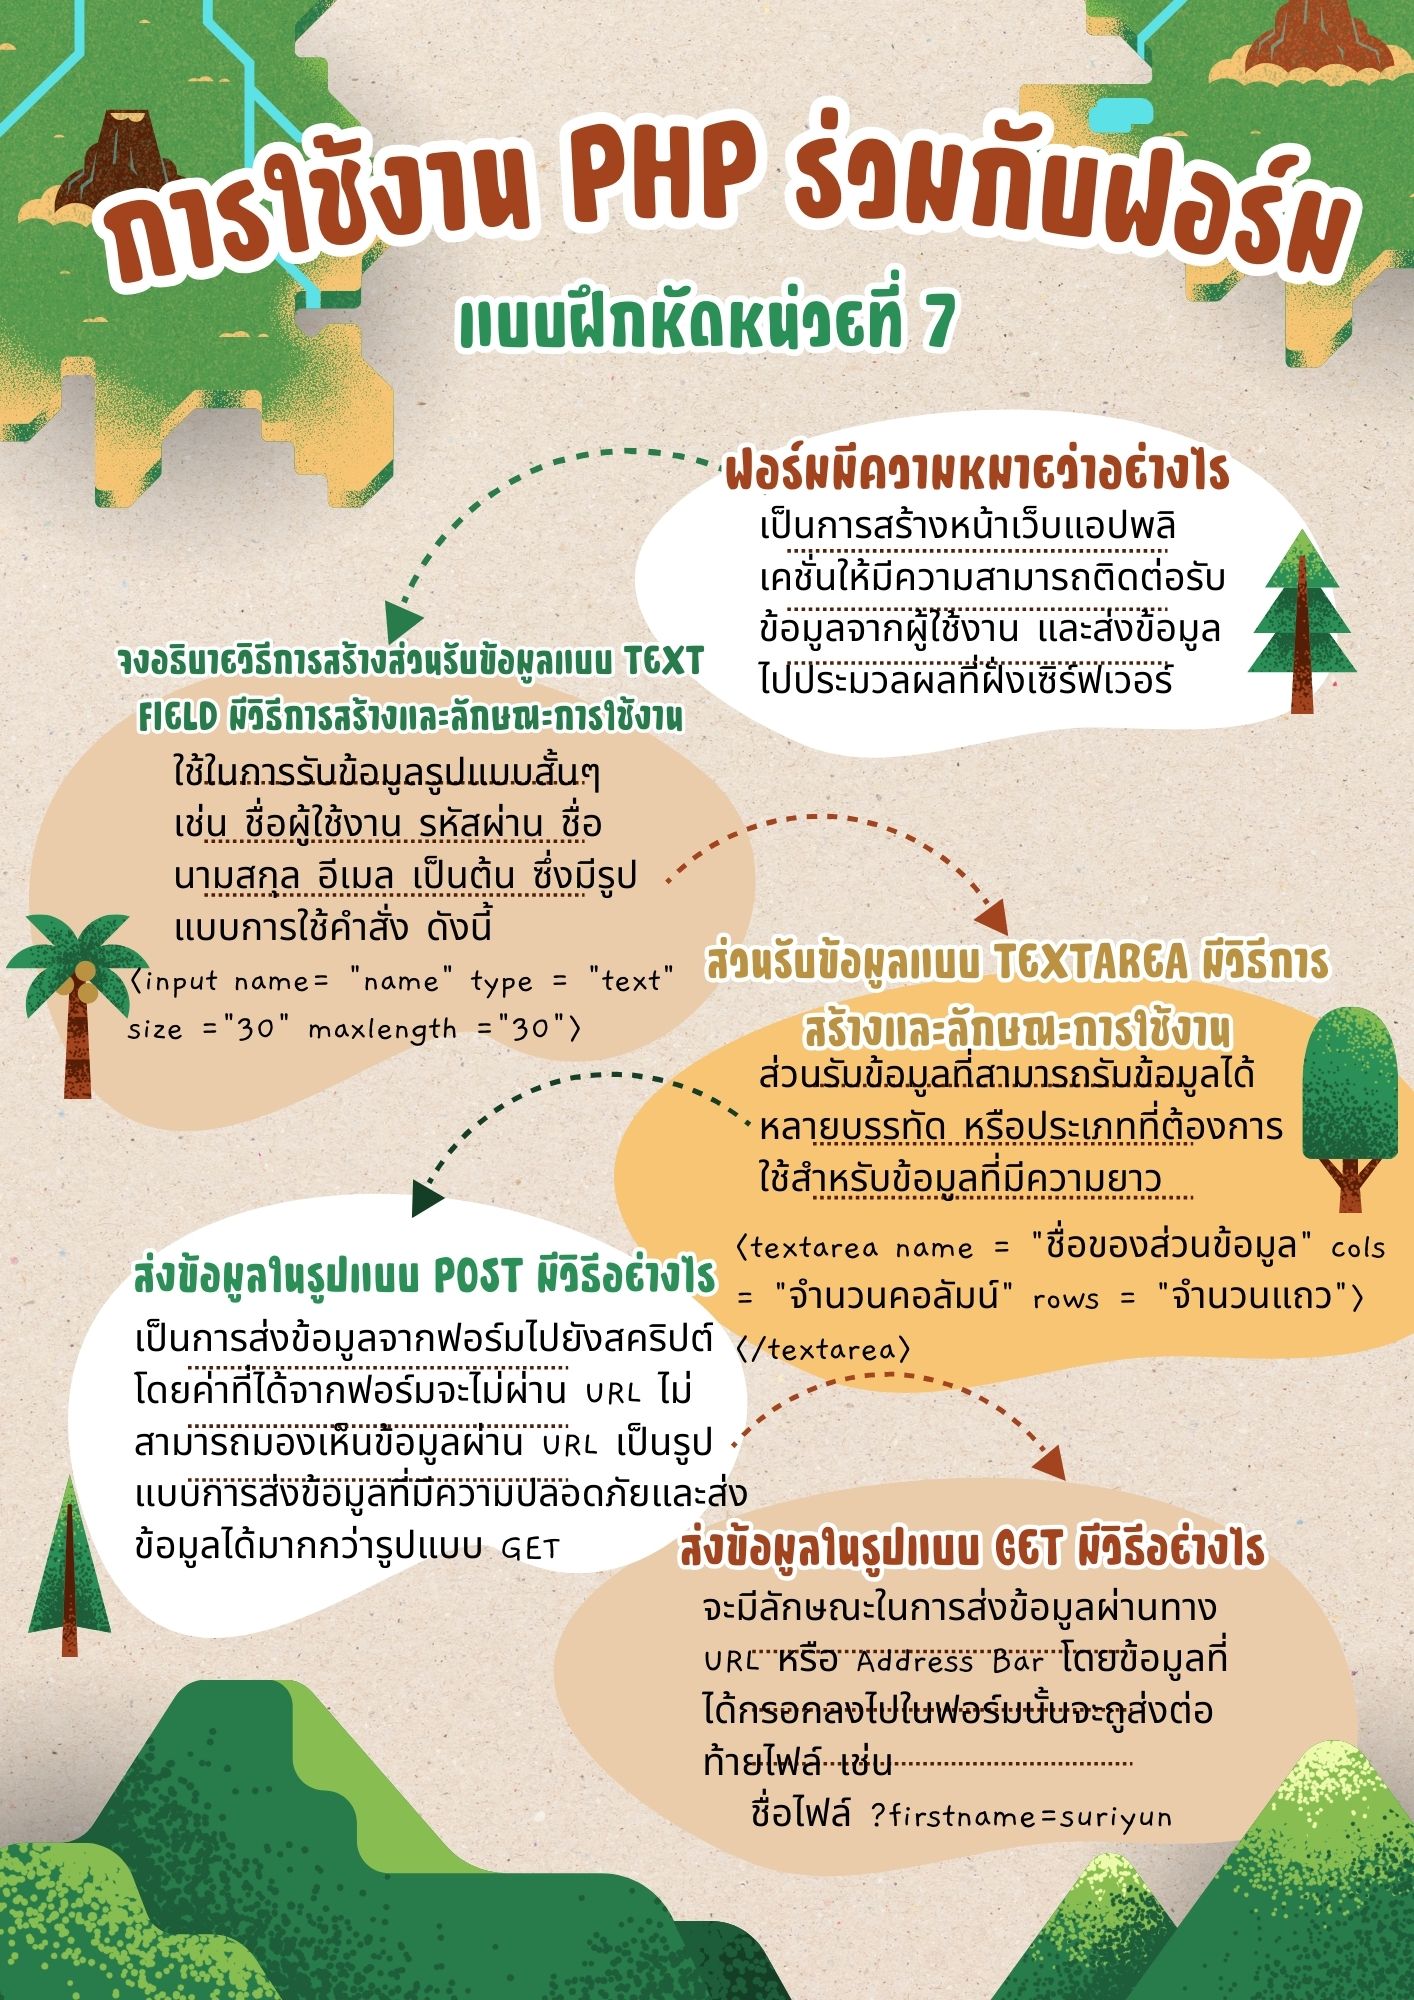 การใช้งาน PHP ร่วมกับฟอร์ม
แบบฝึกหัดหน่วยที่ 7
ฟอร์มมีความหมายว่าอย่างไร
เป็นการสร้างหน้าเว็บแอปพลิ
เคชั่นให้มีความสามารถติดต่อรับ
ข้อมูลจากผู้ใช้งาน และส่งข้อมูล
ไปประมวลผลที่ฝั่งเซิร์ฟเวอร์
จงอธิบายวิธีการสร้างส่วนรับข้อมูลแบบ TEXT
FIELD มีวิธีการสร้างและลักษณะการใช้งาน
ใช้ในการรับข้อมูลรูปแบบสั้นๆ
เช่น ชื่อผู้ใช้งาน รหัสผ่าน ชื่อ
นามสกุล อีเมล เป็นต้น ซึ่งมีรูป
แบบการใช้คำสั่ง ดังนี้
<input name= "name" type = "text"
size ="30" maxlength ="30">
ส่วนรับข้อมูลแบบ TEXTAREA มีวิธีการ
สร้างและลักษณะการใช้งาน
ส่วนรับข้อมูลที่สามารถรับข้อมูลได้
หลายบรรทัด หรือประเภทที่ต้องการ
ใช้สำหรับข้อมูลที่มีความยาว
<textarea name = "ชื่อของส่วนข้อมูล" cols
= "จำนวนคอลัมน์" rows = "จำนวนแถว">
</textarea>
ส่งข้อมูลในรูปแบบ POST มีวิธีอย่างไร
เป็นการส่งข้อมูลจากฟอร์มไปยังสคริปต์
โดยค่าที่ได้จากฟอร์มจะไม่ผ่าน URL ไม่
สามารถมองเห็นข้อมูลผ่าน URL เป็นรูป
แบบการส่งข้อมูลที่มีความปลอดภัยและส่ง
ข้อมูลได้มากกว่ารูปแบบ GET
ส่งข้อมูลในรูปแบบ GET มีวิธีอย่างไร
จะมีลักษณะในการส่งข้อมูลผ่านทาง
URL หรือ Address Bar โดยข้อมูลที่
ได้กรอกลงไปในฟอร์มนั้นจะถูส่งต่อ
ท้ายไฟล์ เช่น
ชื่อไฟล์ ?firstname=suriyun